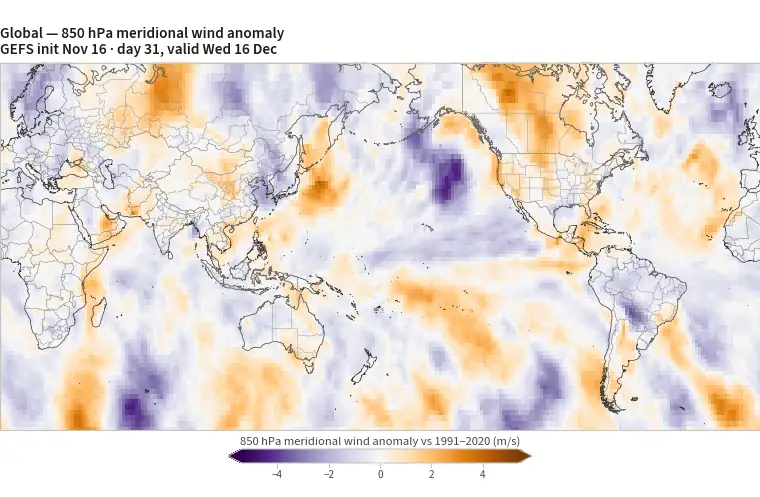 Global — 850 hPa meridional wind anomaly
GEFS init Nov 16 · day 31, valid Wed 16 Dec
850 hPa meridional wind anomaly vs 1991–2020 (m/s)
−4 −2 0 2 4